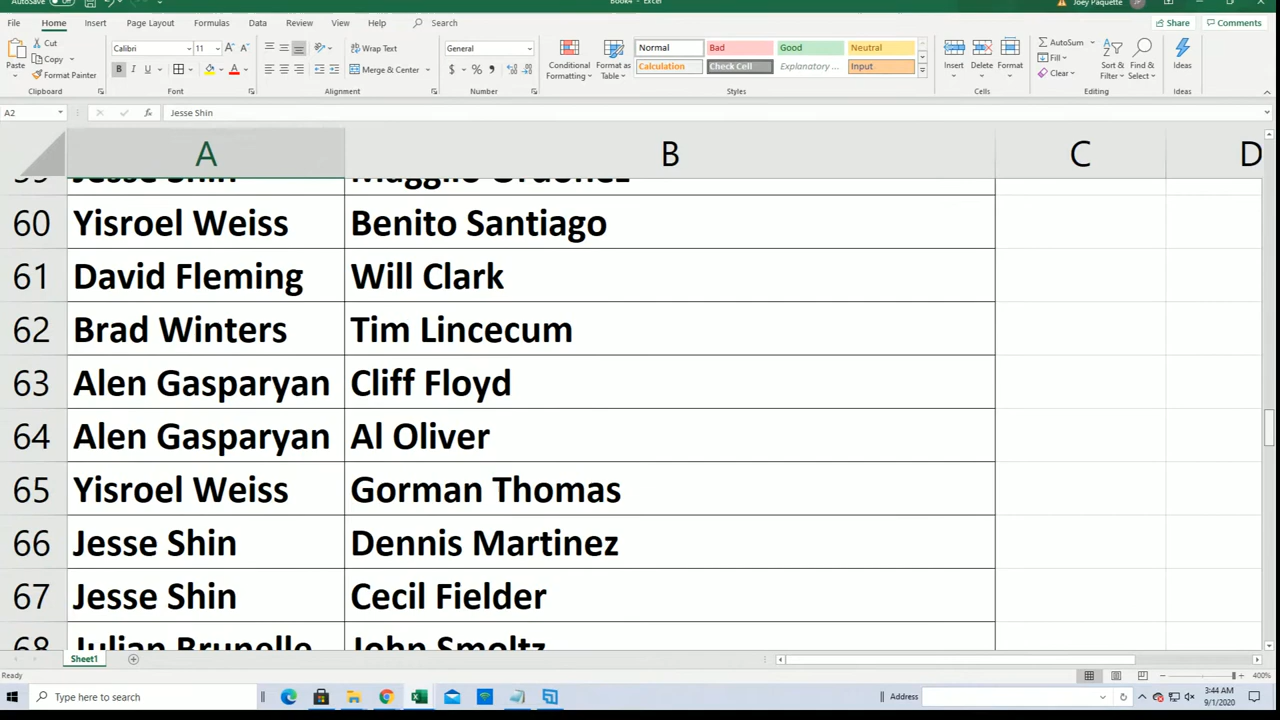 AutoSave Off
Book4 - Excel
Joey Paquette JP
File Home Insert Page Layout Formulas Data Review View Help Search
Share Comments
Paste
Cut
Copy
Format Painter
Clipboard
Calibri 11
B I U
Font
Wrap Text
Merge & Center
Alignment
General
$ % ,
Number
Conditional Formatting
Format as Table
Normal Bad Good Neutral
Calculation Check Cell Explanatory ... Input
Styles
Insert Delete Format
Cells
AutoSum
Fill
Clear
Sort & Filter
Find & Select
Editing
Ideas
Ideas
A2 fx Jesse Shin
A B C D
59 Jesse Shin Magglio Ordonez
60 Yisroel Weiss Benito Santiago
61 David Fleming Will Clark
62 Brad Winters Tim Lincecum
63 Alen Gasparyan Cliff Floyd
64 Alen Gasparyan Al Oliver
65 Yisroel Weiss Gorman Thomas
66 Jesse Shin Dennis Martinez
67 Jesse Shin Cecil Fielder
68 Julian Brunelle John Smoltz
Sheet1
Ready
400%
Type here to search
Address
3:44 AM
9/1/2020